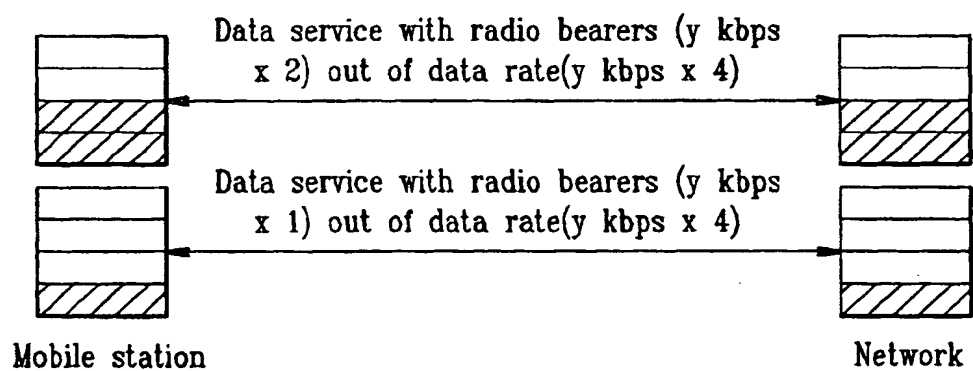 Data service with radio bearers (y kbps
x 2) out of data rate(y kbps x 4)
Data service with radio bearers (y kbps
x 1) out of data rate(y kbps x 4)
Mobile station
Network